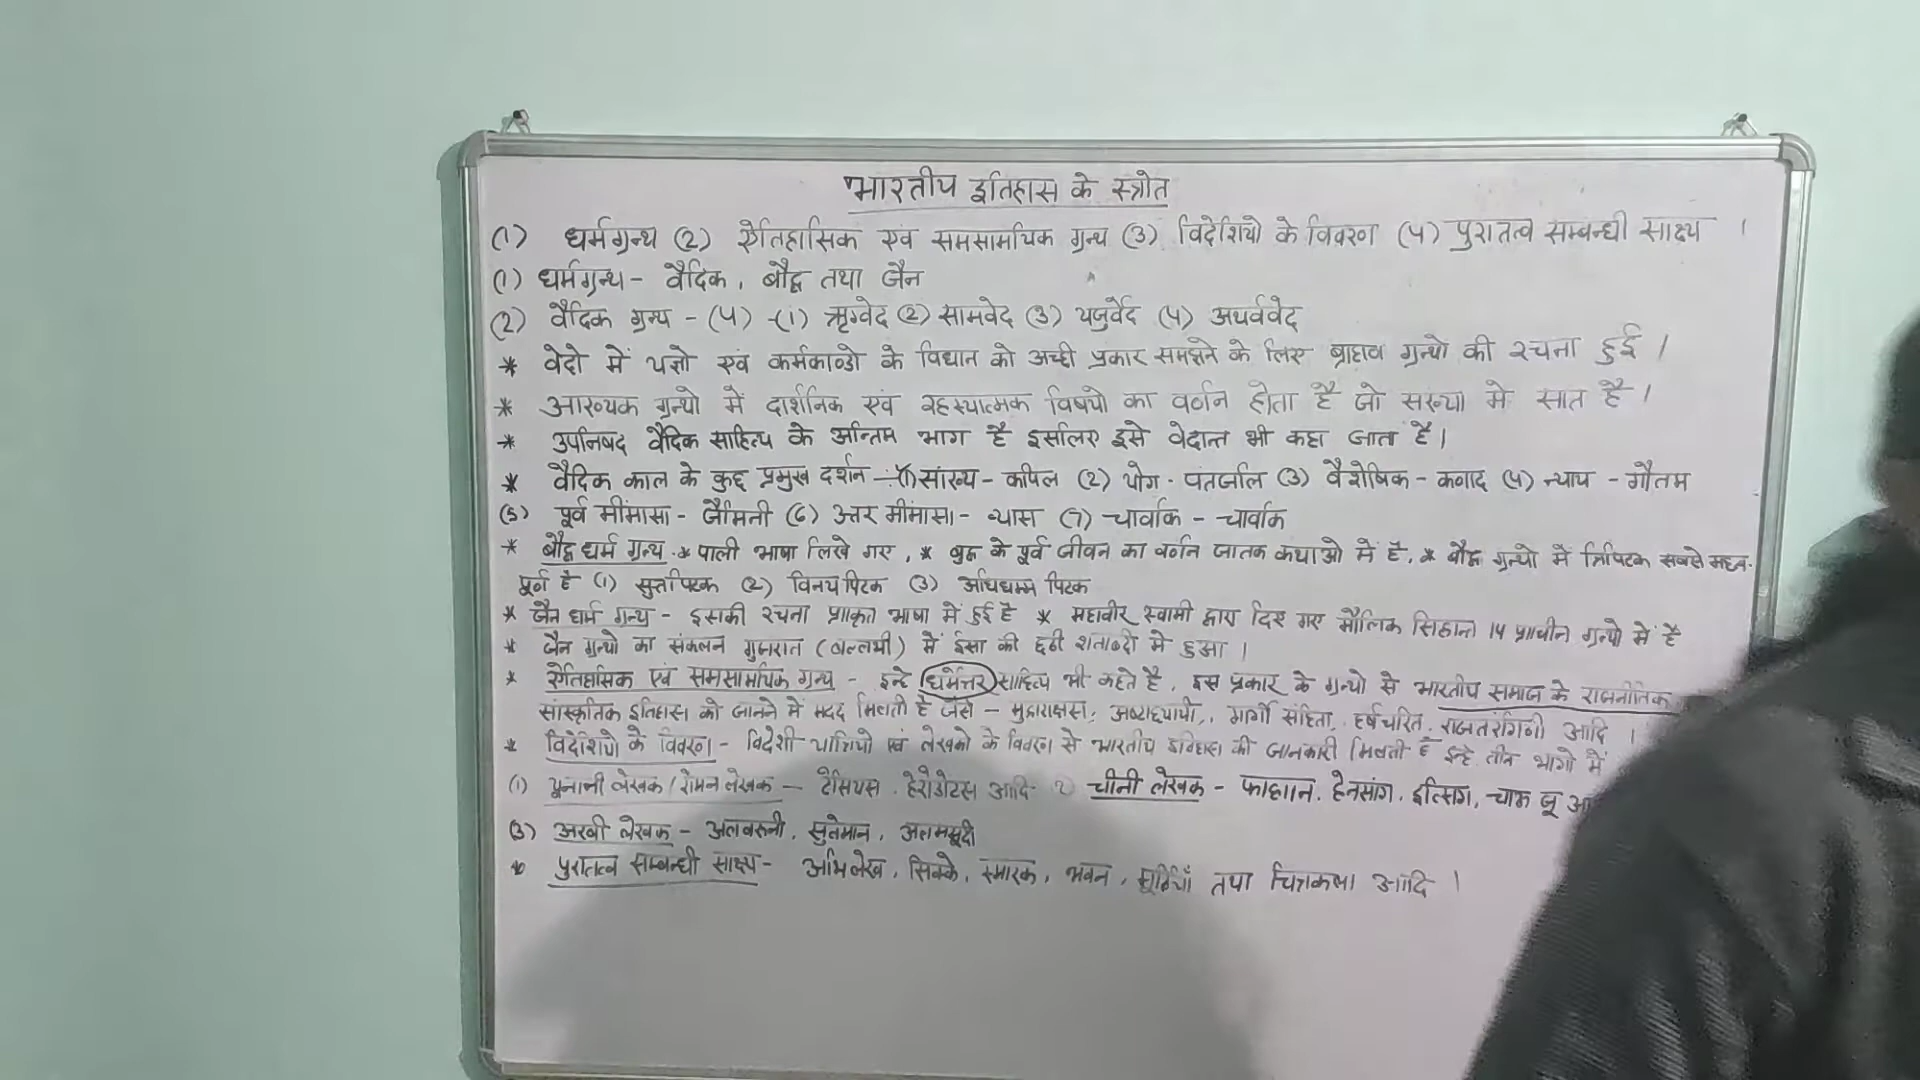 भारतीय इतिहास के स्त्रोत
(1) धर्मग्रन्थ (2) ऐतिहासिक एवं समसामयिक ग्रन्थ (3) विदेशियो के विवरण (4) पुरातत्व सम्बन्धी साक्ष्य ।
(1) धर्मग्रन्थ - वैदिक, बौद्ध तथा जैन
(2) वैदिक ग्रन्थ - (4) - (1) ऋग्वेद (2) सामवेद (3) यजुर्वेद (4) अथर्ववेद
* वेदो में यज्ञो एवं कर्मकाण्डो के विधान को अच्छी प्रकार समझने के लिए ब्राह्मण ग्रन्थो की रचना हुई ।
* आरण्यक ग्रन्थो में दार्शनिक एवं रहस्यात्मक विषयो का वर्णन होता है जो संख्या मे सात है ।
* उपनिषद वैदिक साहित्य के अन्तिम भाग है इसलिए इसे वेदान्त भी कहा जाता है ।
* वैदिक काल के कुछ प्रमुख दर्शन - (1) सांख्य - कपिल (2) योग - पतंजलि (3) वैशेषिक - कणाद (4) न्याय - गौतम
(5) पूर्व मीमांसा - जैमिनी (6) उत्तर मीमांसा - व्यास (7) चार्वाक - चार्वाक
* बौद्ध धर्म ग्रन्थ - * पाली भाषा लिखे गए, * बुद्ध के पूर्व जीवन का वर्णन जातक कथाओ में है, * बौद्ध ग्रन्थो में त्रिपिटक सबसे महत्व-
पूर्ण है (1) सुत्तपिटक (2) विनयपिटक (3) अभिधम्म पिटक
* जैन धर्म ग्रन्थ - इसकी रचना प्राकृत भाषा में हुई है * महावीर स्वामी द्वारा दिए गए मौलिक सिद्धान्त 14 प्राचीन ग्रन्थो में है
* जैन ग्रन्थो का संकलन गुजरात (बल्लभी) में ईसा की छठी शताब्दी मे हुआ ।
* ऐतिहासिक एवं समसामयिक ग्रन्थ - इन्हे धर्मेत्तर साहित्य भी कहते है, इस प्रकार के ग्रन्थो से भारतीय समाज के राजनीतिक
सांस्कृतिक इतिहास को जानने में मदद मिलती है जैसे - मुद्राराक्षस, अष्टाध्यायी, गार्गी संहिता, हर्षचरित, राजतरंगिणी आदि ।
* विदेशियो के विवरण - विदेशी यात्रियो एवं लेखको के विवरण से भारतीय इतिहास की जानकारी मिलती है इन्हे तीन भागो में
(1) यूनानी लेखक / रोमन लेखक - टेसियस, हेरोडोटस आदि 2) चीनी लेखक - फाह्यान, हेनसांग, इत्सिंग, चाऊ जू
(3) अरबी लेखक - अलबरुनी, सुलेमान, अलमसूदी
* पुरातत्व सम्बन्धी साक्ष्य - अभिलेख, सिक्के, स्मारक, भवन, मूर्तियाँ तथा चित्रकला आदि ।